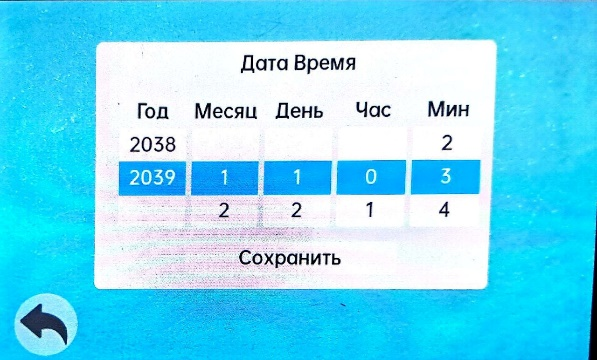 Дата Время
Год Месяц День Час Мин
2038 2
2039 1 1 0 3
2 2 1 4
Сохранить